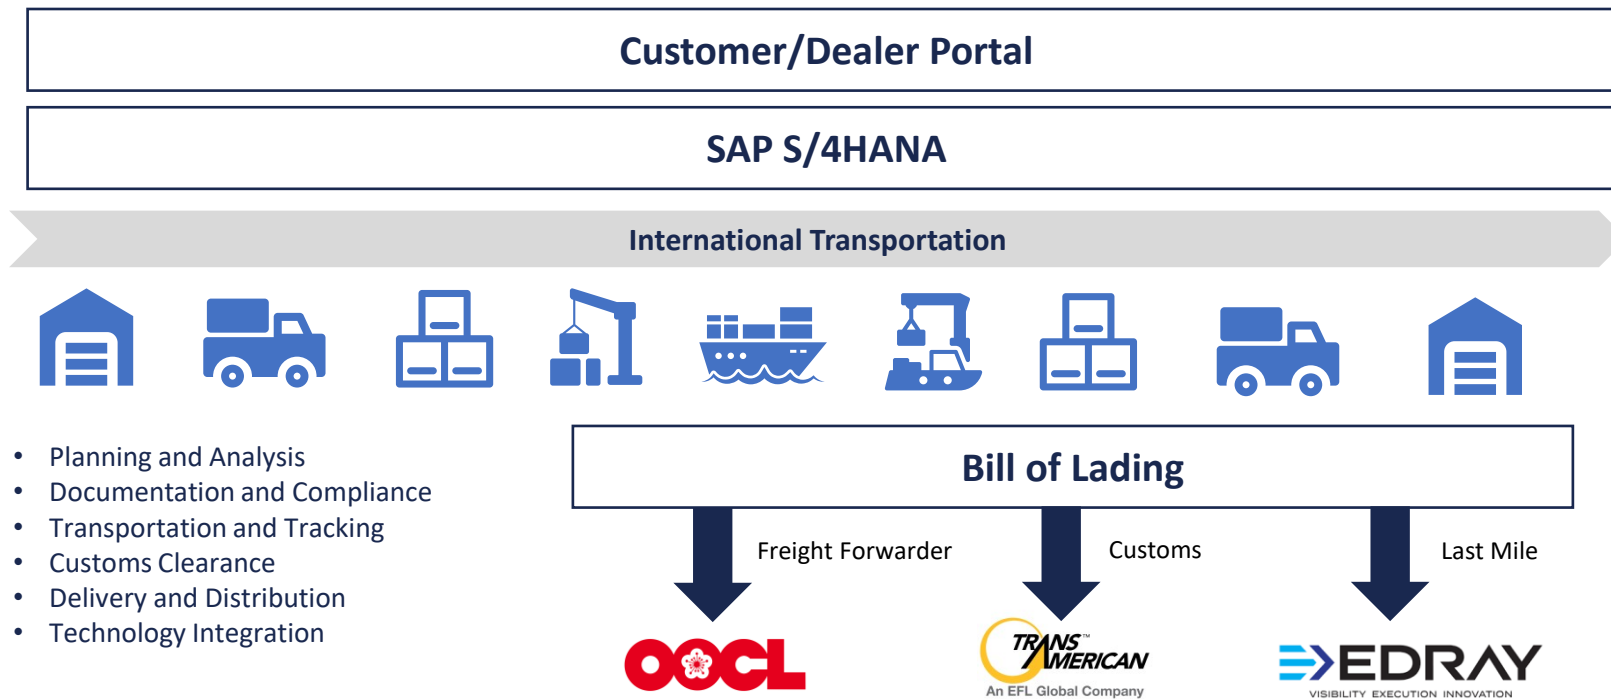 Customer/Dealer Portal
SAP S/4HANA
International Transportation
• Planning and Analysis
• Documentation and Compliance
• Transportation and Tracking
• Customs Clearance
• Delivery and Distribution
• Technology Integration
Bill of Lading
Freight Forwarder
Customs
Last Mile
OOCL
TRANS™
AMERICAN
An EFL Global Company
EDRAY
VISIBILITY EXECUTION INNOVATION